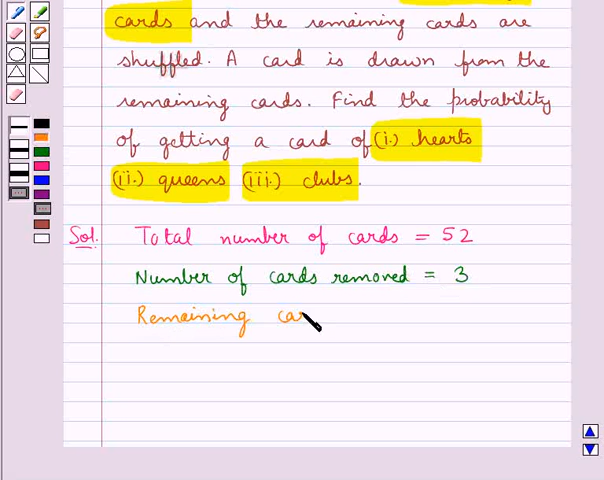 cards and the remaining cards are
shuffled. A card is drawn from the
remaining cards. Find the probability
of getting a card of (i.) hearts
(ii.) queens (iii.) clubs.
Sol. Total number of cards = 52
Number of cards removed = 3
Remaining car